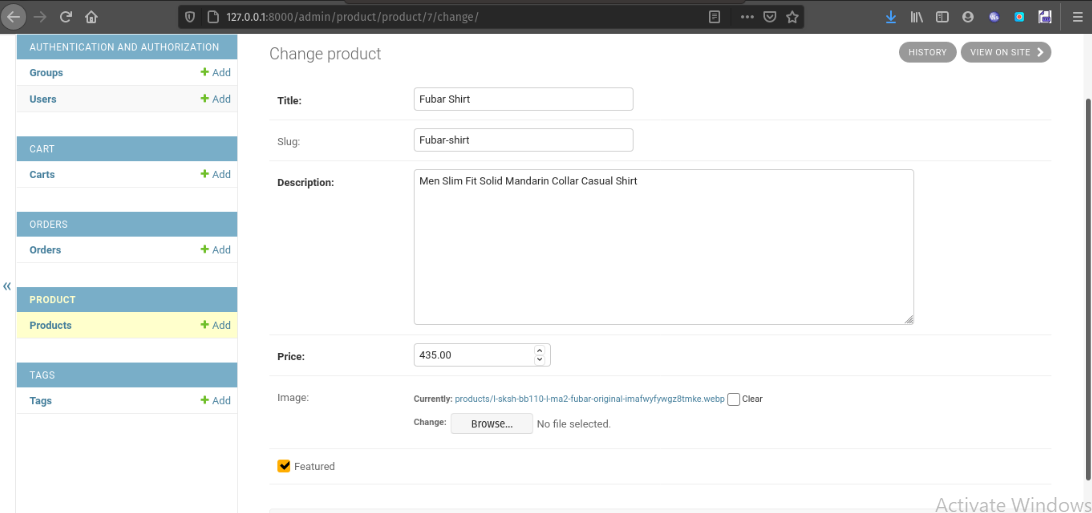 127.0.0.1:8000/admin/product/product/7/change/
AUTHENTICATION AND AUTHORIZATION
Groups + Add
Users + Add
CART
Carts + Add
ORDERS
Orders + Add
«
PRODUCT
Products + Add
TAGS
Tags + Add
Change product
HISTORY
VIEW ON SITE
Title: Fubar Shirt
Slug: Fubar-shirt
Description: Men Slim Fit Solid Mandarin Collar Casual Shirt
Price: 435.00
Image: Currently: products/l-sksh-bb110-l-ma2-fubar-original-imafwyfywgz8tmke.webp Clear
Change: Browse... No file selected.
Featured
Activate Windows